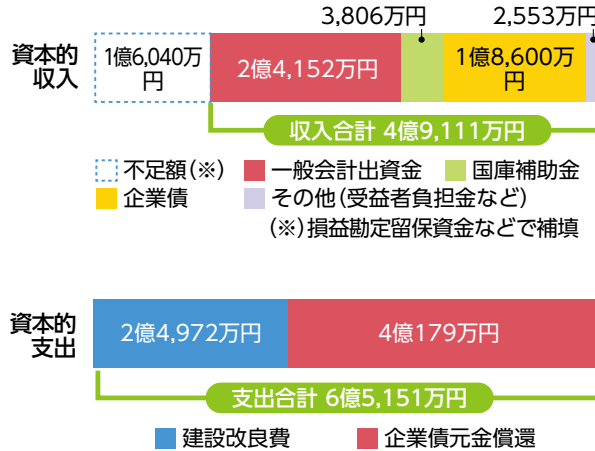 3,806万円
2,553万円
資本的
収入
1億6,040万
円
2億4,152万円
1億8,600万
円
収入合計 4億9,111万円
不足額(※)
一般会計出資金
国庫補助金
企業債
その他(受益者負担金など)
(※)損益勘定留保資金などで補填
資本的
支出
2億4,972万円
4億179万円
支出合計 6億5,151万円
建設改良費
企業債元金償還